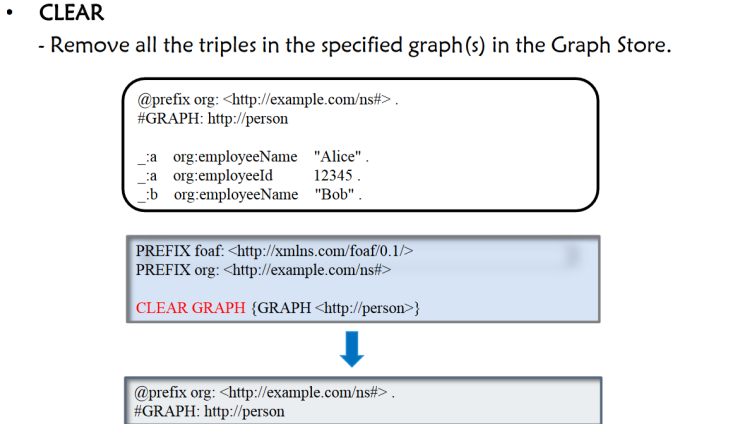 • CLEAR
- Remove all the triples in the specified graph(s) in the Graph Store.
@prefix org: <http://example.com/ns#> .
#GRAPH: http://person
_:a org:employeeName "Alice" .
_:a org:employeeId 12345 .
_:b org:employeeName "Bob" .
PREFIX foaf: <http://xmlns.com/foaf/0.1/>
PREFIX org: <http://example.com/ns#>
CLEAR GRAPH {GRAPH <http://person>}
@prefix org: <http://example.com/ns#> .
#GRAPH: http://person